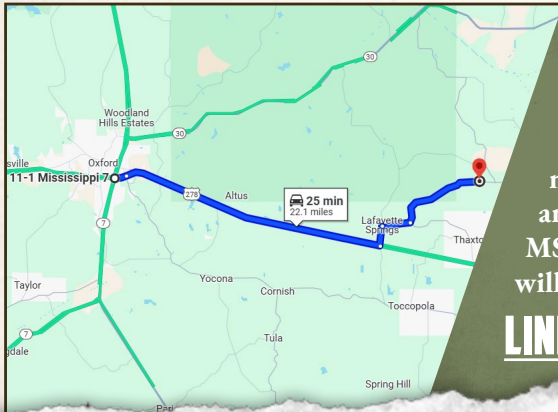 30
Woodland
Hills Estates
30
sville
Oxford
11-1 Mississippi 7
278
Altus
25 min
22.1 miles
Lafayette
Springs
Thaxto
7
Taylor
Yocona
Cornish
Toccopola
7
gdale
Tula
Spring Hill
MS
will
LIN